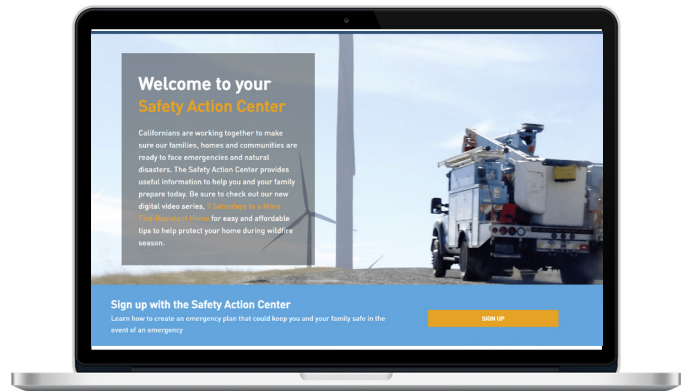 Welcome to your
Safety Action Center
Californians are working together to make
sure our families, homes and communities are
ready to face emergencies and natural
disasters. The Safety Action Center provides
useful information to help you and your family
prepare today. Be sure to check out our new
digital video series, 7 Saturdays to a More
Fire-Resistant Home for easy and affordable
tips to help protect your home during wildfire
season.
Sign up with the Safety Action Center
Learn how to create an emergency plan that could keep you and your family safe in the
event of an emergency
SIGN UP